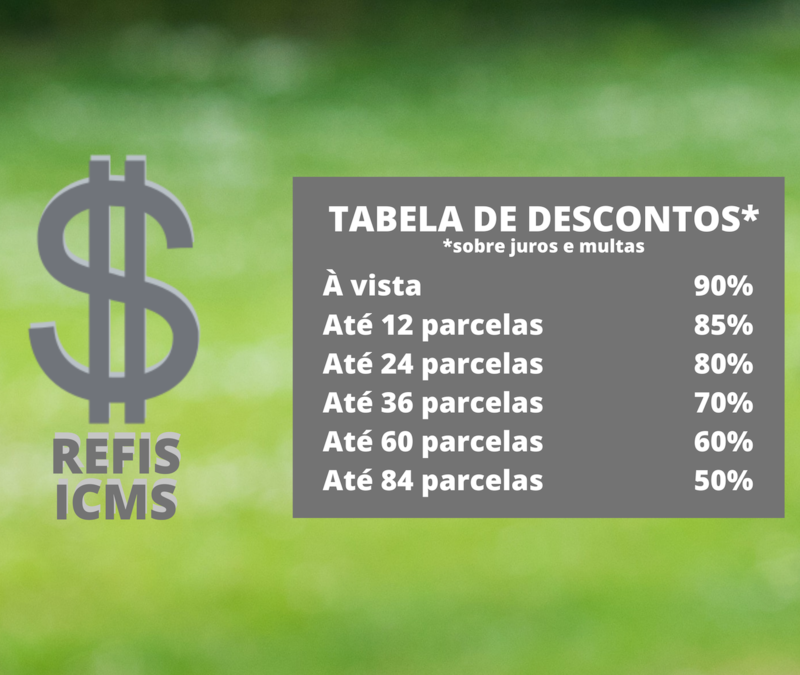 REFIS
ICMS
TABELA DE DESCONTOS*
*sobre juros e multas
À vista 90%
Até 12 parcelas 85%
Até 24 parcelas 80%
Até 36 parcelas 70%
Até 60 parcelas 60%
Até 84 parcelas 50%